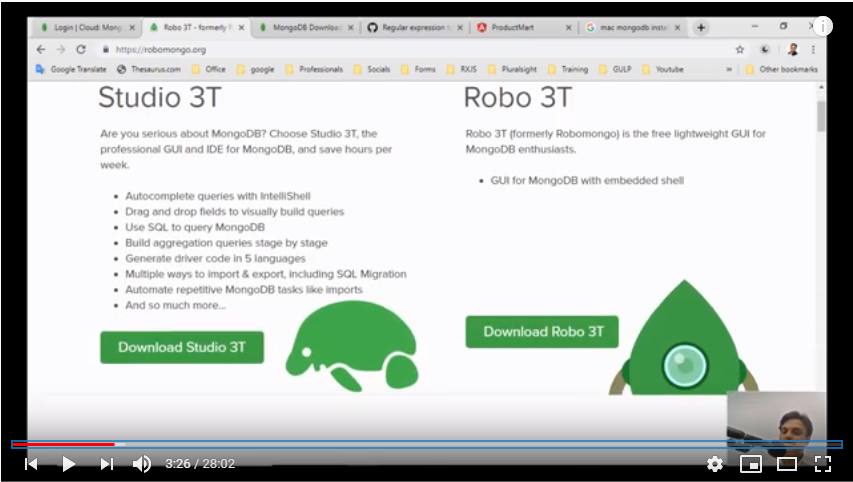 Login | Cloud: Mong
Robo 3T - formerly R
MongoDB Download
Regular expression t
ProductMart
mac mongodb instal
https://robomongo.org
Google Translate
Thesaurus.com
Office
google
Professionals
Socials
Forms
RXJS
Pluralsight
Training
GULP
Youtube
»
Other bookmarks
Studio 3T
Are you serious about MongoDB? Choose Studio 3T, the
professional GUI and IDE for MongoDB, and save hours per
week.
• Autocomplete queries with IntelliShell
• Drag and drop fields to visually build queries
• Use SQL to query MongoDB
• Build aggregation queries stage by stage
• Generate driver code in 5 languages
• Multiple ways to import & export, including SQL Migration
• Automate repetitive MongoDB tasks like imports
• And so much more...
Download Studio 3T
Robo 3T
Robo 3T (formerly Robomongo) is the free lightweight GUI for
MongoDB enthusiasts.
• GUI for MongoDB with embedded shell
Download Robo 3T
3:26 / 28:02